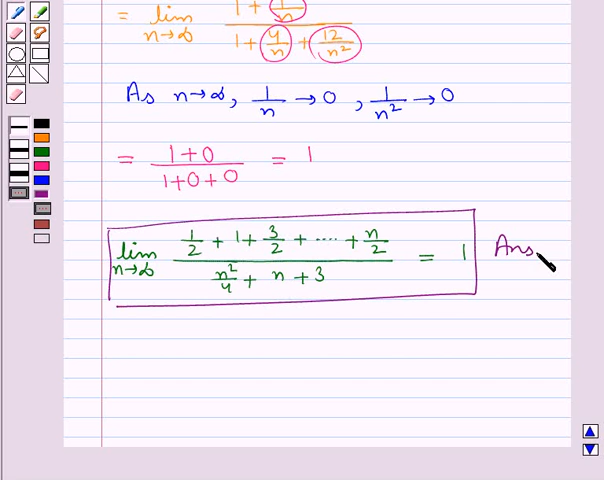 = lim n→∞ (1 + 1/n) / (1 + 4/n + 12/n²)
As n→∞, 1/n → 0, 1/n² → 0
= (1+0) / (1+0+0) = 1
lim n→∞ (1/2 + 1 + 3/2 + .... + n/2) / (n²/4 + n + 3) = 1 Ans